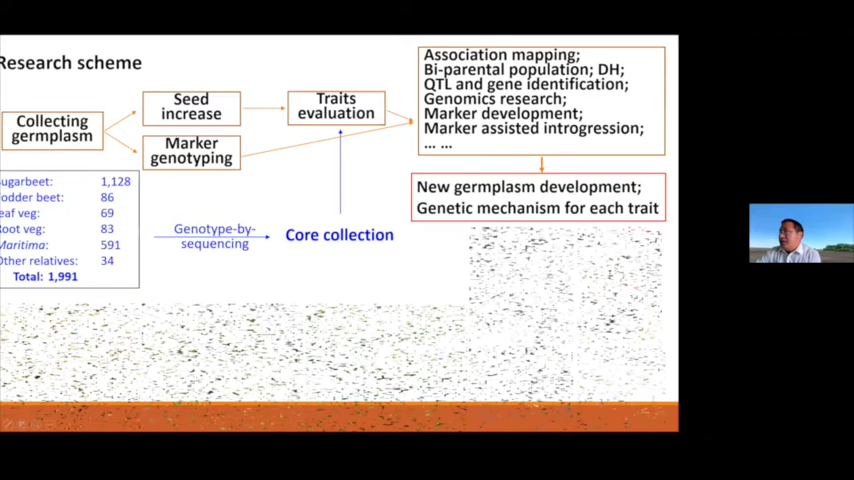 Research scheme
Collecting
germplasm
Seed
increase
Marker
genotyping
Traits
evaluation
Association mapping;
Bi-parental population; DH;
QTL and gene identification;
Genomics research;
Marker development;
Marker assisted introgression;
... ...
New germplasm development;
Genetic mechanism for each trait
ugarbeet: 1,128
odder beet: 86
eaf veg: 69
Root veg: 83
Maritima: 591
Other relatives: 34
Total: 1,991
Genotype-by-
sequencing
Core collection